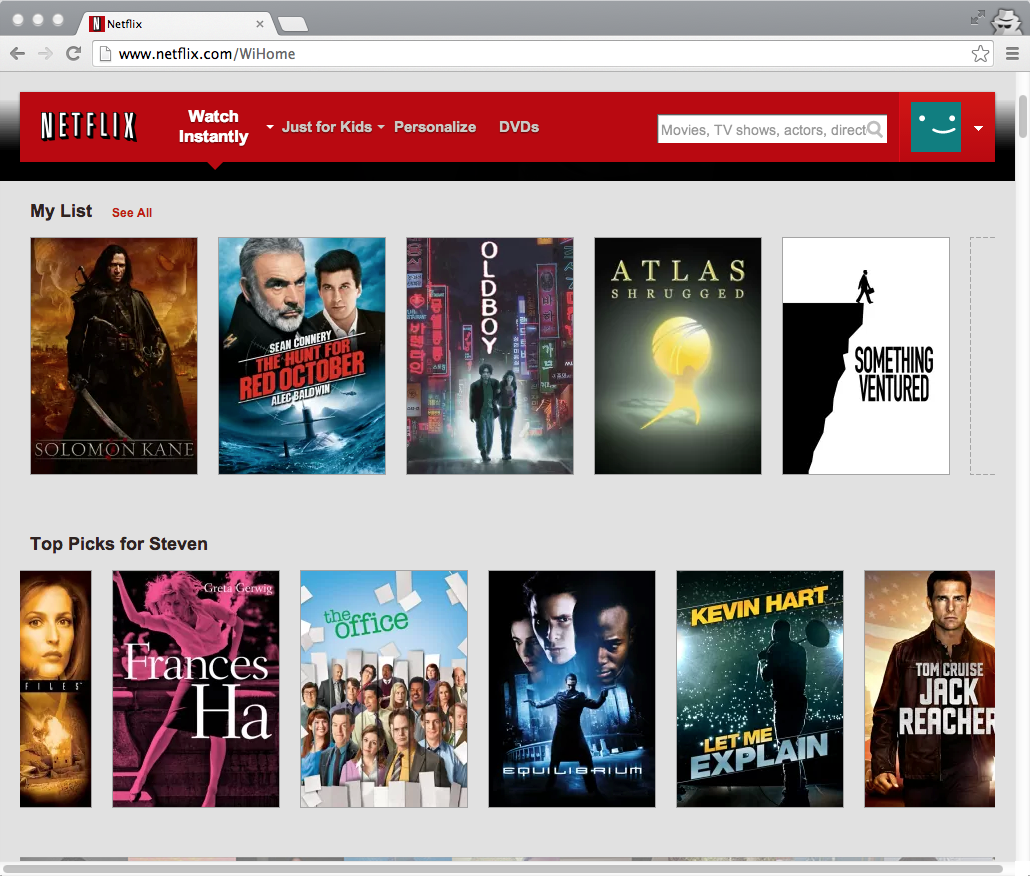 Netflix
www.netflix.com/WiHome
NETFLIX
Watch
Instantly
Just for Kids
Personalize
DVDs
Movies, TV shows, actors, direct
My List
See All
SOLOMON KANE
SEAN CONNERY
THE HUNT FOR
RED OCTOBER
ALEC BALDWIN
OLDBOY
ATLAS
SHRUGGED
SOMETHING
VENTURED
Top Picks for Steven
FILES
Greta Gerwig
Frances
Ha
the office
EQUILIBRIUM
KEVIN HART
LET ME
EXPLAIN
TOM CRUISE
JACK
REACHER